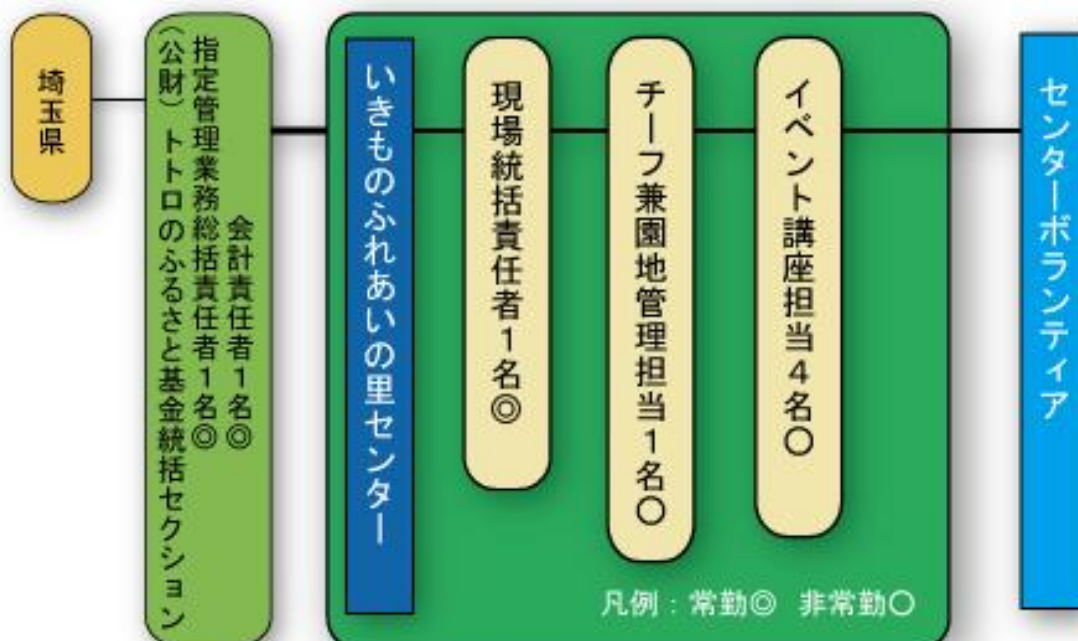 埼玉県
(公財)トトロのふるさと基金統括セクション
指定管理業務総括責任者1名◎
会計責任者1名◎
いきものふれあいの里センター
現場統括責任者1名◎
チーフ兼園地管理担当1名〇
イベント講座担当4名〇
センターボランティア
凡例：常勤◎ 非常勤〇